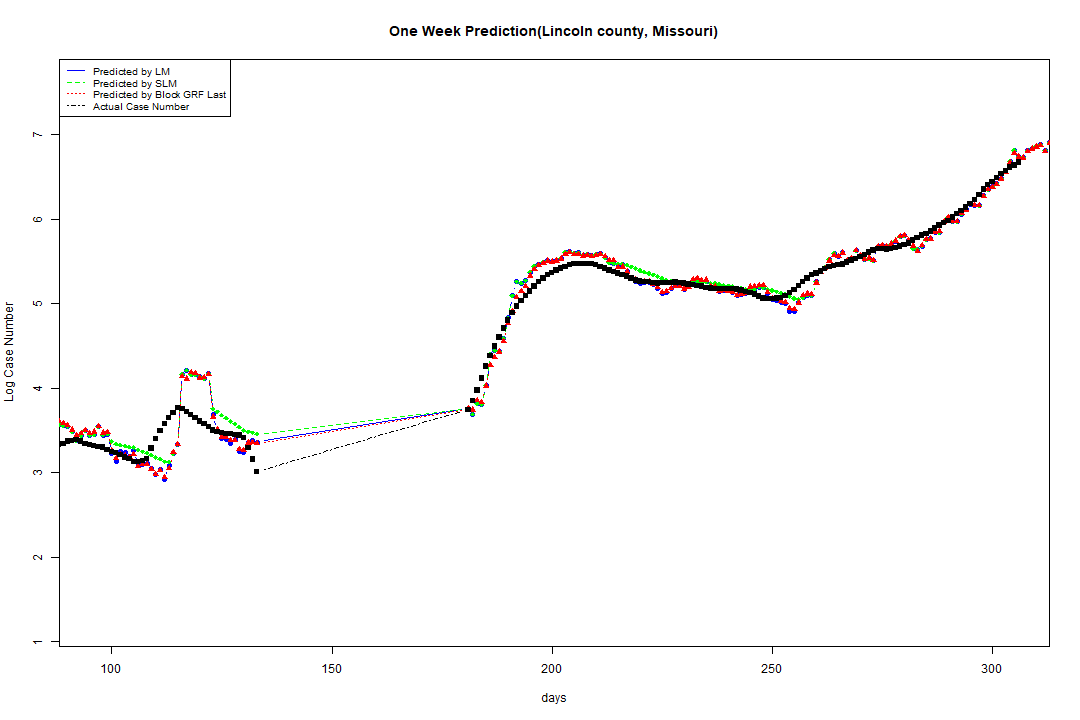 One Week Prediction(Lincoln county, Missouri)
Predicted by LM
Predicted by SLM
Predicted by Block GRF Last
Actual Case Number
7
6
5
4
3
2
1
Log Case Number
100 150 200 250 300
days